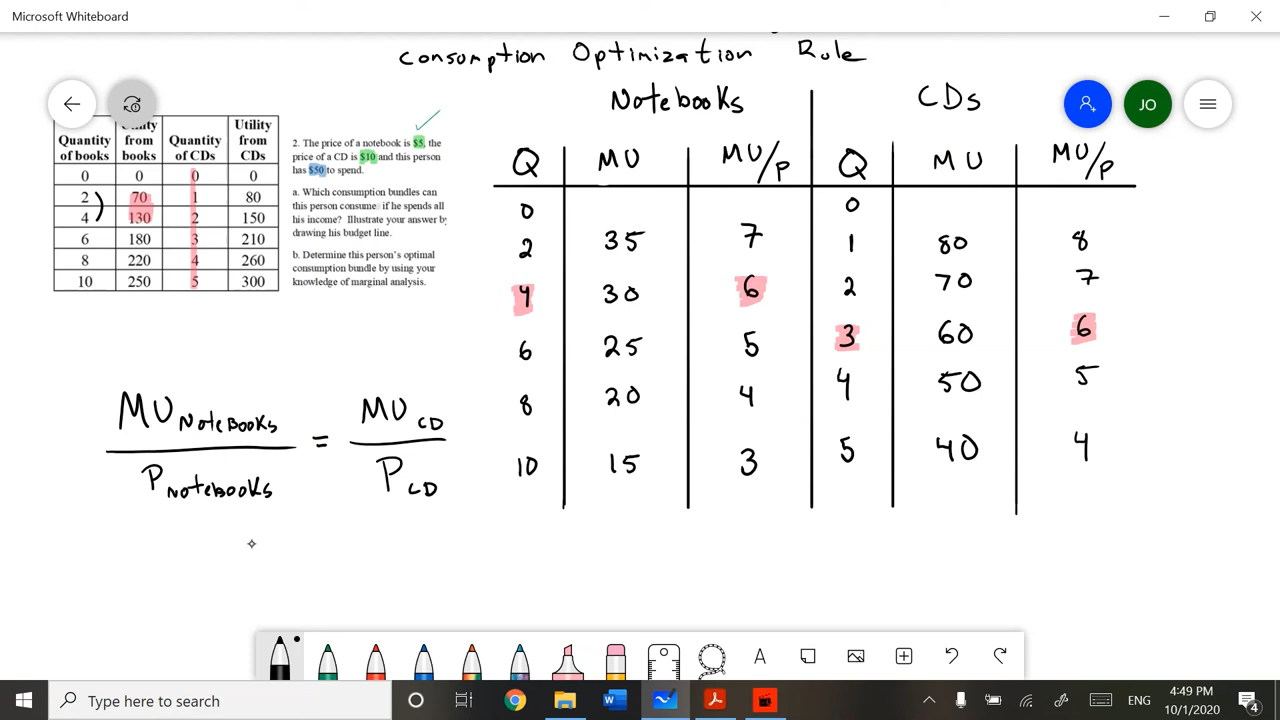 Microsoft Whiteboard
Consumption Optimization Rule
Notebooks CDs
JO
Quantity of books Utility from books Quantity of CDs Utility from CDs
0 0 0 0
2 70 1 80
4 130 2 150
6 180 3 210
8 220 4 260
10 250 5 300
2. The price of a notebook is $5, the
price of a CD is $10 and this person
has $50 to spend.
a. Which consumption bundles can
this person consume if he spends all
his income? Illustrate your answer by
drawing his budget line.
b. Determine this person's optimal
consumption bundle by using your
knowledge of marginal analysis.
Q MU MU/P Q MU MU/P
0 0
2 35 7 1 80 8
4 30 6 2 70 7
6 25 5 3 60 6
8 20 4 4 50 5
10 15 3 5 40 4
MU Notebooks = MU CD
P notebooks P CD
A
Type here to search
ENG
4:49 PM
10/1/2020
4